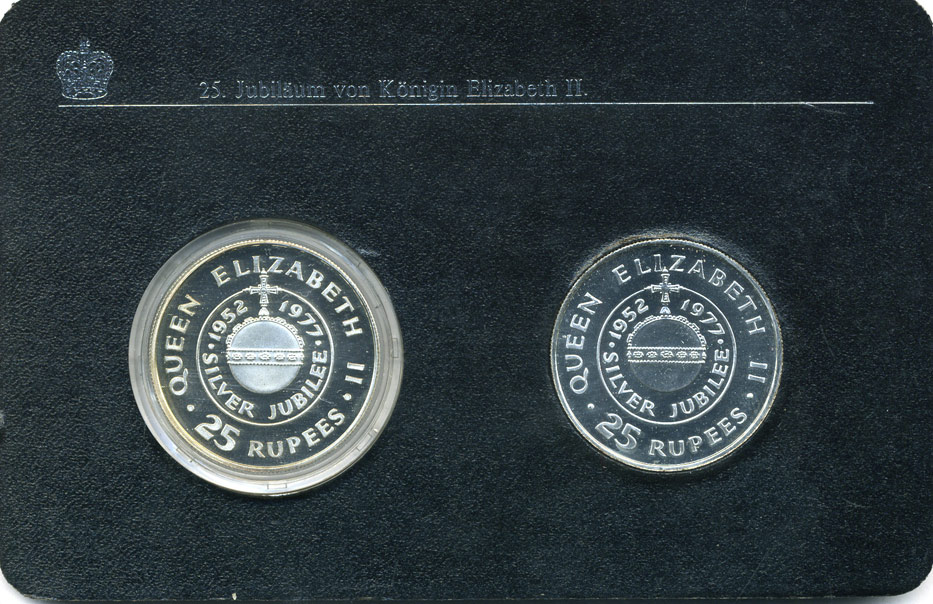 25. Jubiläum von Königin Elizabeth II.
QUEEN ELIZABETH II
· 1952 1977 ·
SILVER JUBILEE
· 25 RUPEES ·
QUEEN ELIZABETH II
· 1952 1977 ·
SILVER JUBILEE
· 25 RUPEES ·